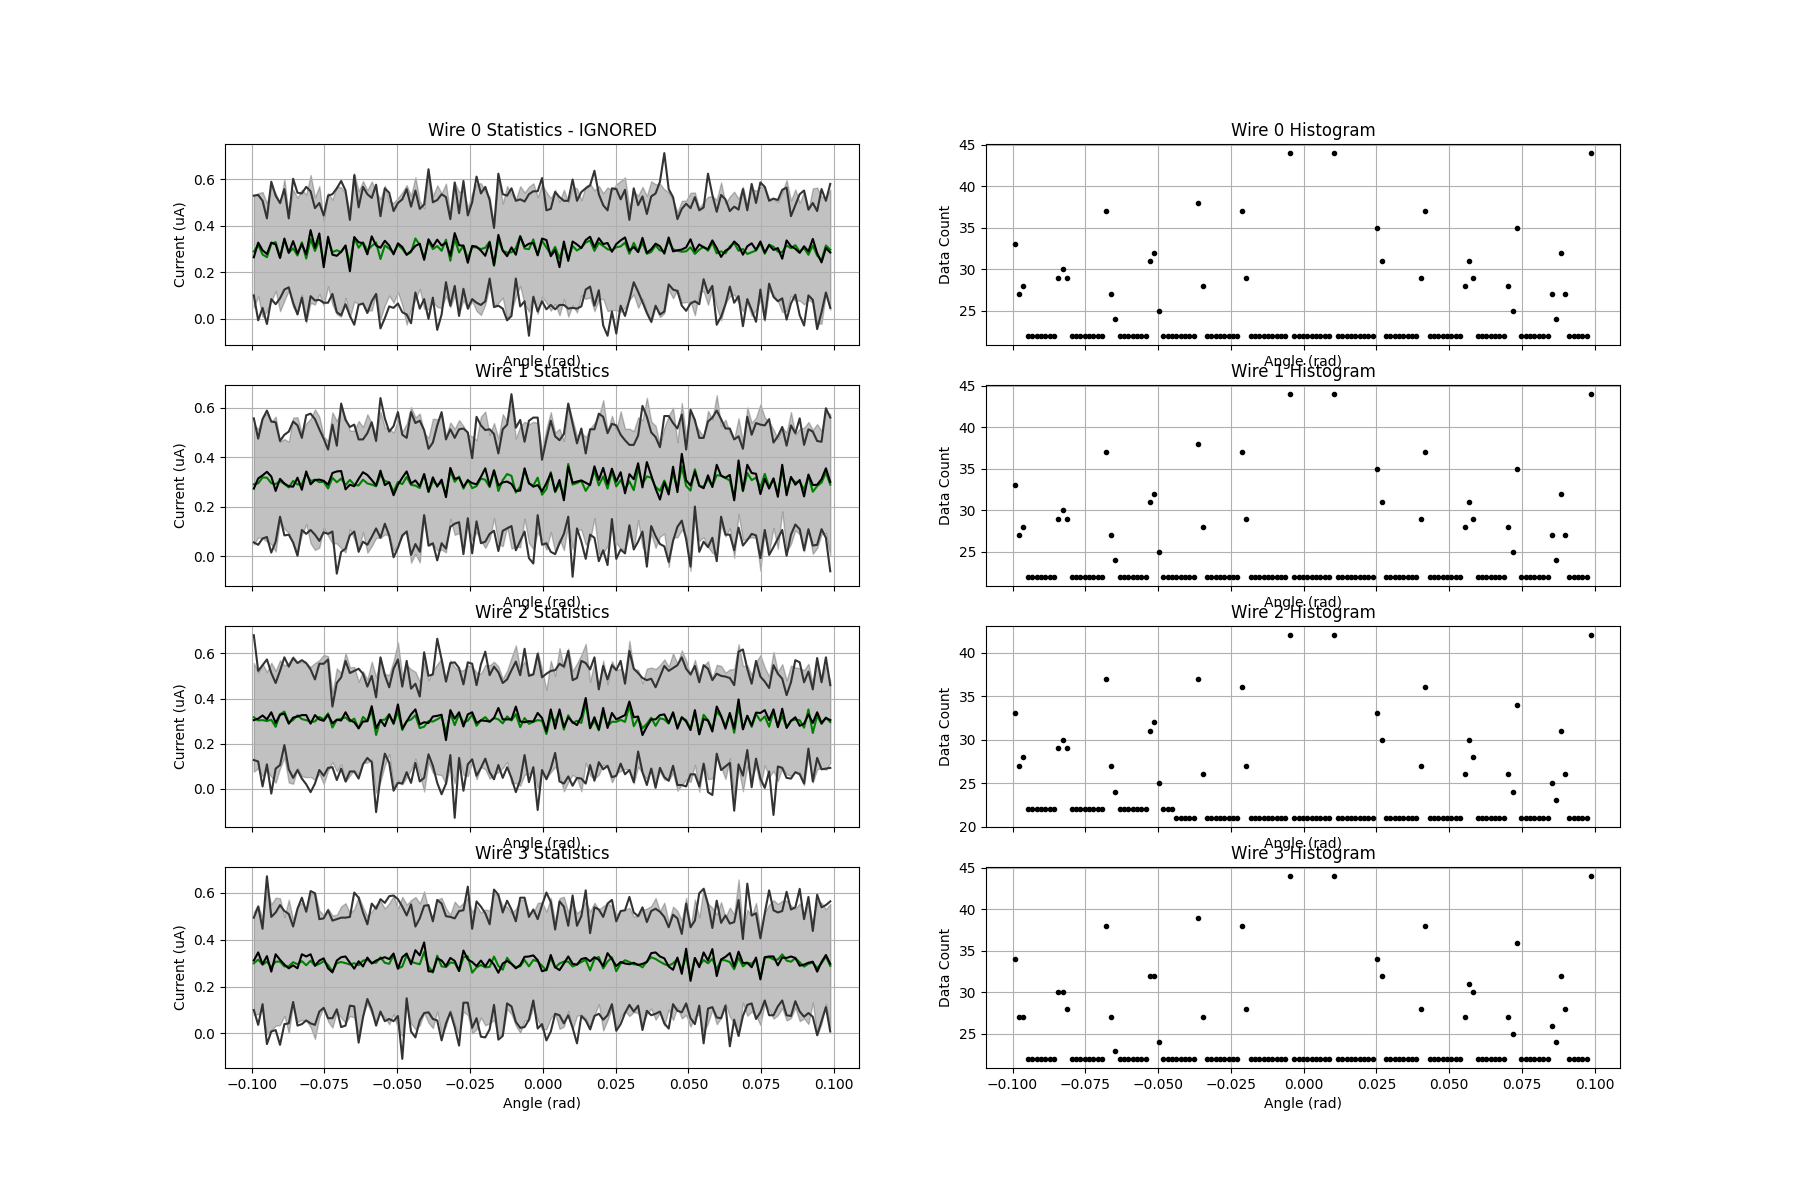 Wire 0 Statistics - IGNORED
Current (uA)
0.6
0.4
0.2
0.0
Angle (rad)
Wire 0 Histogram
Data Count
45
40
35
30
25
Angle (rad)
Wire 1 Statistics
Current (uA)
0.6
0.4
0.2
0.0
Angle (rad)
Wire 1 Histogram
Data Count
45
40
35
30
25
Angle (rad)
Wire 2 Statistics
Current (uA)
0.6
0.4
0.2
0.0
Angle (rad)
Wire 2 Histogram
Data Count
40
35
30
25
20
Angle (rad)
Wire 3 Statistics
Current (uA)
0.6
0.4
0.2
0.0
−0.100 −0.075 −0.050 −0.025 0.000 0.025 0.050 0.075 0.100
Angle (rad)
Wire 3 Histogram
Data Count
45
40
35
30
25
−0.100 −0.075 −0.050 −0.025 0.000 0.025 0.050 0.075 0.100
Angle (rad)